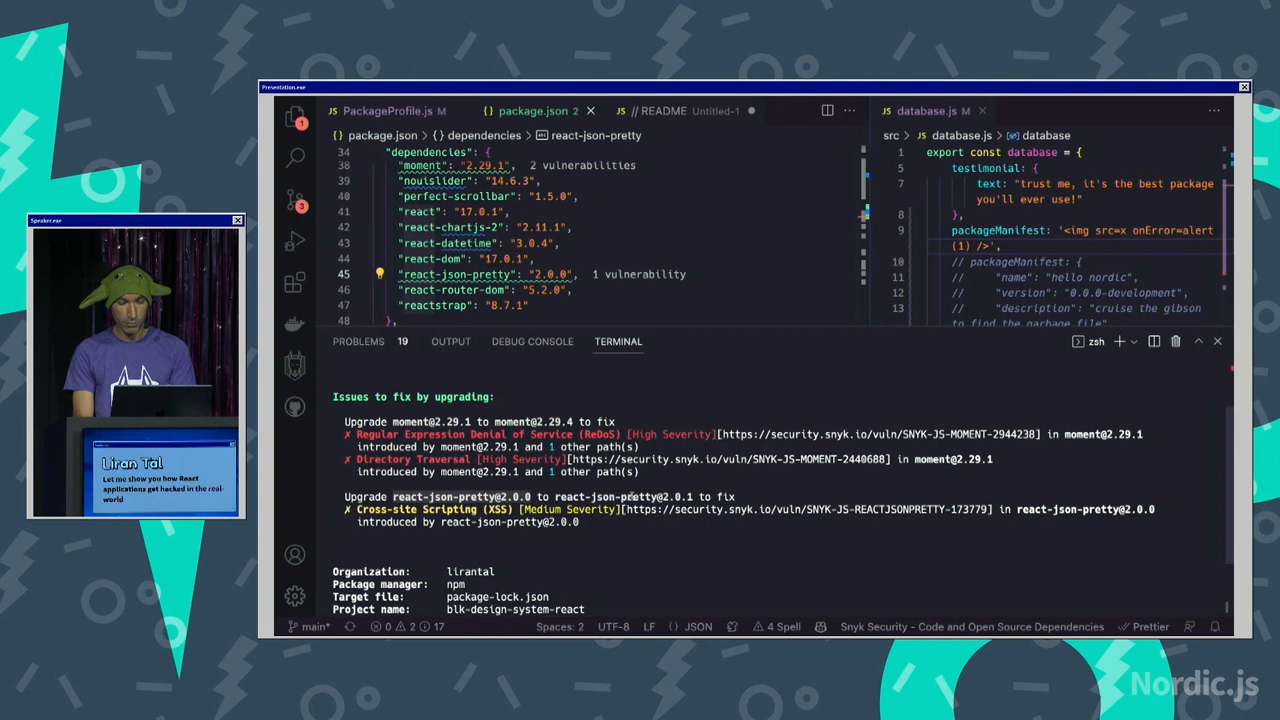 Presentation.exe
JS PackageProfile.js M
{} package.json 2
JS // README Untitled-1
JS database.js M
{} package.json > {} dependencies > react-json-pretty
src > JS database.js > database
34 "dependencies": {
38 "moment": "2.29.1", 2 vulnerabilities
39 "nouislider": "14.6.3",
40 "perfect-scrollbar": "1.5.0",
41 "react": "17.0.1",
42 "react-chartjs-2": "2.11.1",
43 "react-datetime": "3.0.4",
44 "react-dom": "17.0.1",
45 "react-json-pretty": "2.0.0", 1 vulnerability
46 "react-router-dom": "5.2.0",
47 "reactstrap": "8.7.1"
48 },
1 export const database = {
5 testimonial: {
7 text: "trust me, it's the best package
you'll ever use!"
8 },
9 packageManifest: '<img src=x onError=alert
(1) />',
10 // packageManifest: {
11 // "name": "hello nordic",
12 // "version": "0.0.0-development",
13 // "description": "cruise the gibson
to find the garbage file"
1
3
PROBLEMS 19 OUTPUT DEBUG CONSOLE TERMINAL
zsh
Issues to fix by upgrading:
Upgrade moment@2.29.1 to moment@2.29.4 to fix
✗ Regular Expression Denial of Service (ReDoS) [High Severity][https://security.snyk.io/vuln/SNYK-JS-MOMENT-2944238] in moment@2.29.1
introduced by moment@2.29.1 and 1 other path(s)
✗ Directory Traversal [High Severity][https://security.snyk.io/vuln/SNYK-JS-MOMENT-2440688] in moment@2.29.1
introduced by moment@2.29.1 and 1 other path(s)
Upgrade react-json-pretty@2.0.0 to react-json-pretty@2.0.1 to fix
✗ Cross-site Scripting (XSS) [Medium Severity][https://security.snyk.io/vuln/SNYK-JS-REACTJSONPRETTY-173779] in react-json-pretty@2.0.0
introduced by react-json-pretty@2.0.0
Organization: lirantal
Package manager: npm
Target file: package-lock.json
Project name: blk-design-system-react
main* 0 2 17
Spaces: 2 UTF-8 LF {} JSON 4 Spell Snyk Security - Code and Open Source Dependencies Prettier
Speaker.exe
Liran Tal
Let me show you how React
applications get hacked in the real-
world
Nordic.js